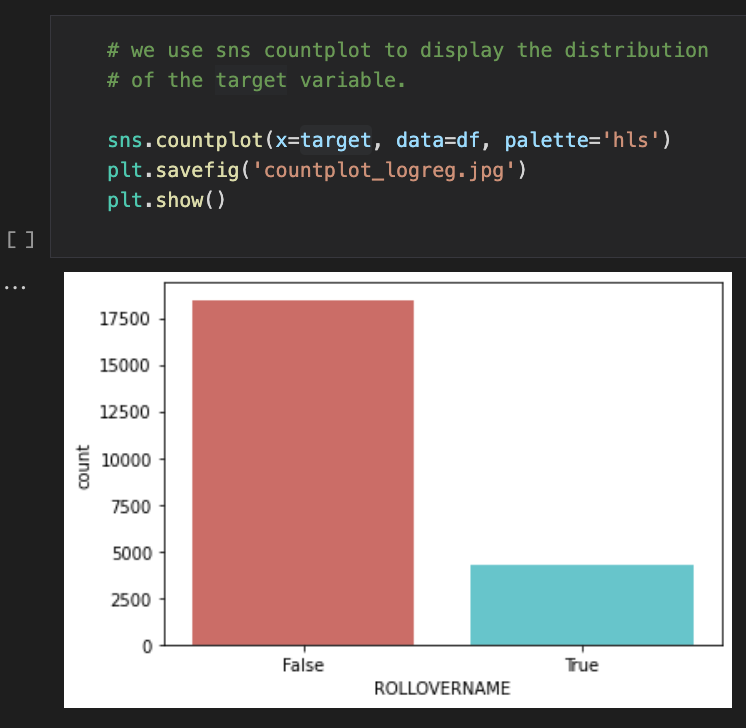 # we use sns countplot to display the distribution
# of the target variable.
sns.countplot(x=target, data=df, palette='hls')
plt.savefig('countplot_logreg.jpg')
plt.show()
[ ]
...
17500
15000
12500
10000
7500
5000
2500
0
count
False True
ROLLOVERNAME